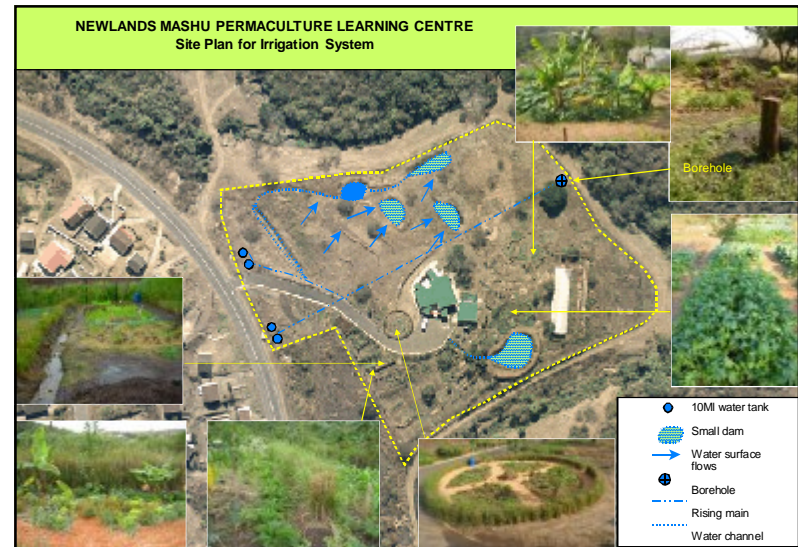 NEWLANDS MASHU PERMACULTURE LEARNING CENTRE
Site Plan for Irrigation System
Borehole
10Ml water tank
Small dam
Water surface
flows
Borehole
Rising main
Water channel